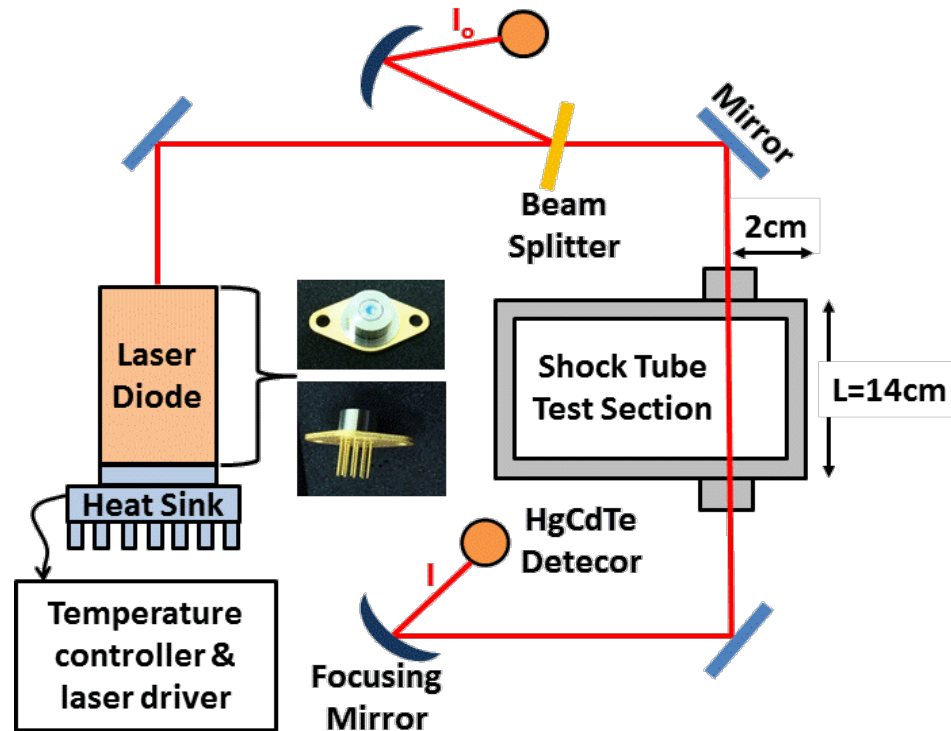 Io
Mirror
Beam
Splitter
2cm
Laser
Diode
Shock Tube
Test Section
L=14cm
Heat Sink
HgCdTe
Detecor
I
Temperature
controller &
laser driver
Focusing
Mirror